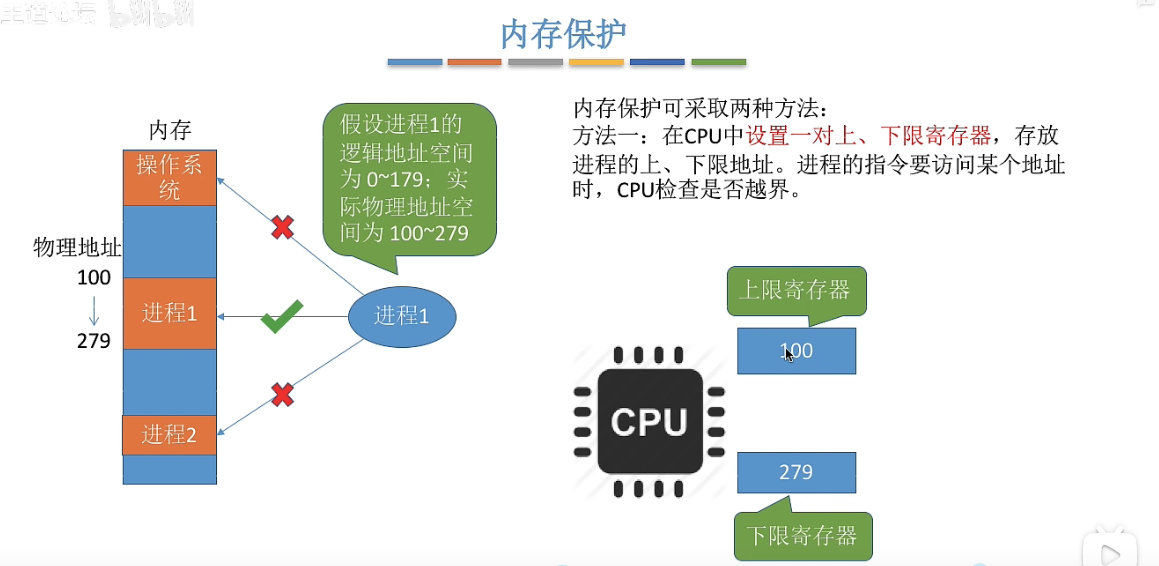 王道论坛 bilibili
内存保护
内存保护可采取两种方法：
方法一：在CPU中设置一对上、下限寄存器，存放
进程的上、下限地址。进程的指令要访问某个地址
时，CPU检查是否越界。
内存
操作系
统
物理地址
100
279
进程1
进程2
假设进程1的
逻辑地址空间
为 0~179；实
际物理地址空
间为 100~279
进程1
上限寄存器
100
CPU
279
下限寄存器